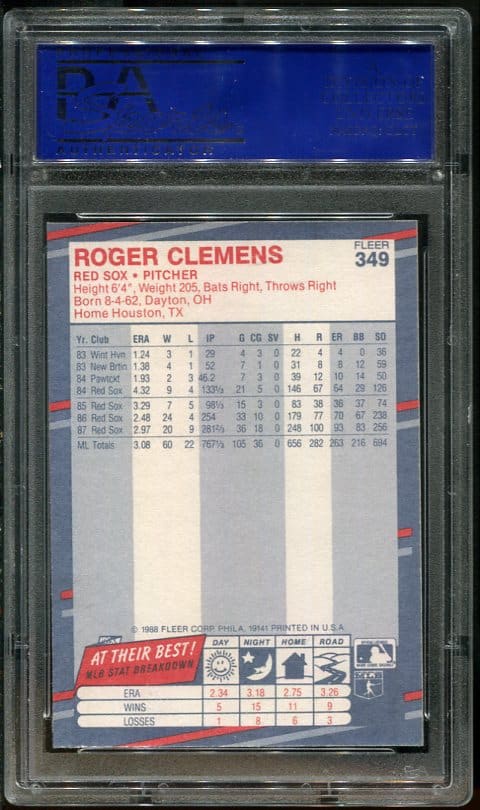 PSA
AUTHENTICATOR
ROGER CLEMENS
FLEER
349
RED SOX • PITCHER
Height 6'4", Weight 205, Bats Right, Throws Right
Born 8-4-62, Dayton, OH
Home Houston, TX
Yr. Club ERA W L IP G CG SV H R ER BB SO
83 Wint Hvn 1.24 3 1 29 4 3 0 22 4 4 0 36
83 New Brtn 1.38 4 1 52 7 1 0 31 8 8 12 59
84 Pawtckt 1.93 2 3 46.2 7 3 0 39 12 10 14 50
84 Red Sox 4.32 9 4 133⅓ 21 5 0 146 67 64 29 126
85 Red Sox 3.29 7 5 98⅓ 15 3 0 83 38 36 37 74
86 Red Sox 2.48 24 4 254 33 10 0 179 77 70 67 238
87 Red Sox 2.97 20 9 281⅔ 36 18 0 248 100 93 83 256
ML Totals 3.08 60 22 767⅓ 105 36 0 656 282 263 216 694
© 1988 FLEER CORP. PHILA. 19141 PRINTED IN U.S.A.
AT THEIR BEST!
MLB STAT BREAKDOWN
DAY NIGHT HOME ROAD
ERA 2.34 3.18 2.75 3.26
WINS 5 15 11 9
LOSSES 1 8 6 3